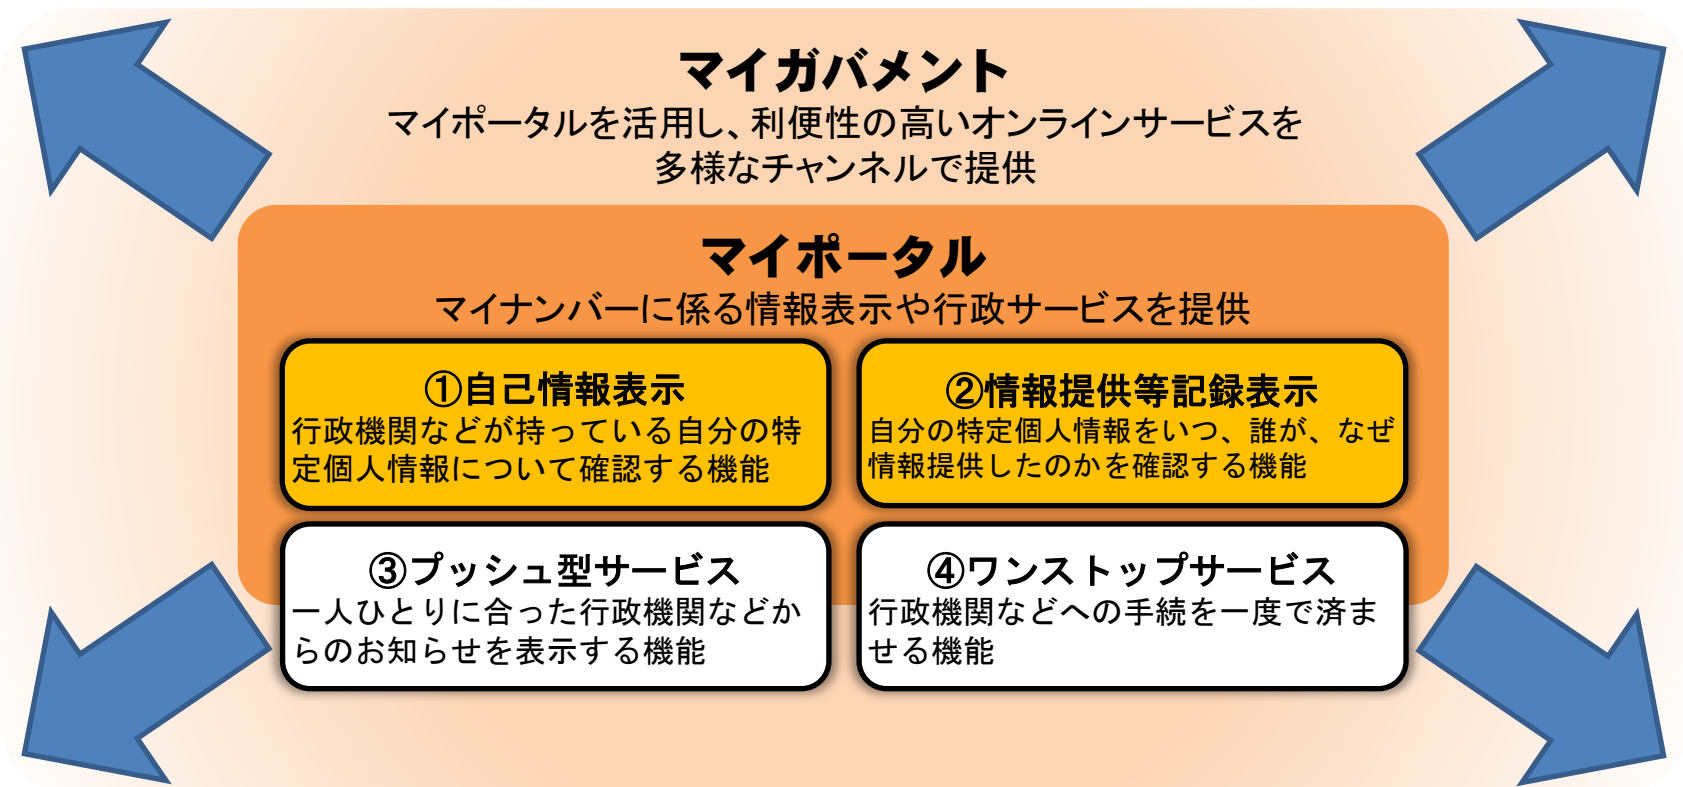 マイガバメント
マイポータルを活用し、利便性の高いオンラインサービスを
多様なチャンネルで提供
マイポータル
マイナンバーに係る情報表示や行政サービスを提供
①自己情報表示
行政機関などが持っている自分の特
定個人情報について確認する機能
②情報提供等記録表示
自分の特定個人情報をいつ、誰が、なぜ
情報提供したのかを確認する機能
③プッシュ型サービス
一人ひとりに合った行政機関などか
らのお知らせを表示する機能
④ワンストップサービス
行政機関などへの手続を一度で済ま
せる機能